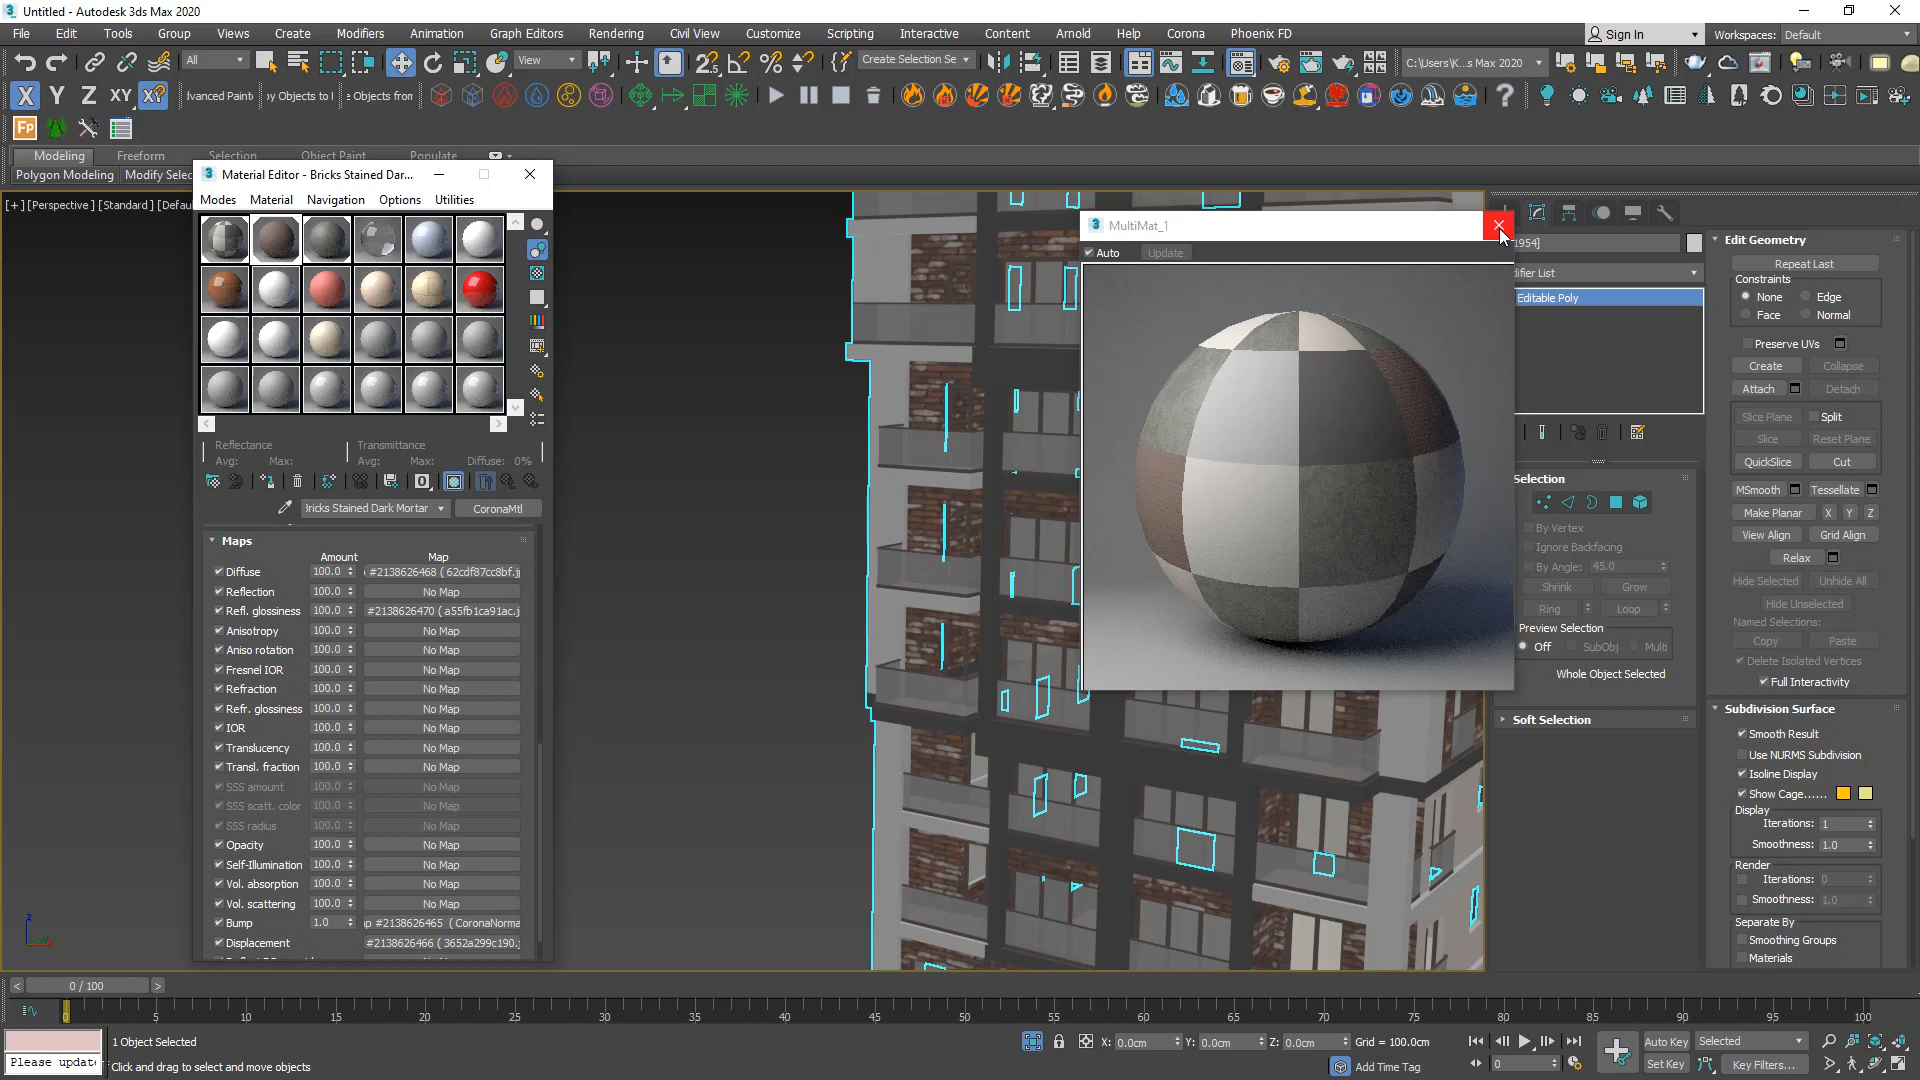 Untitled - Autodesk 3ds Max 2020
File Edit Tools Group Views Create Modifiers Animation Graph Editors Rendering Civil View Customize Scripting Interactive Content Arnold Help Corona Phoenix FD
Sign In Workspaces: Default
All View Create Selection Se C:\Users\K...s Max 2020
X Y Z XY dvanced Painte py Objects to e Objects from
Fp
Modeling Freeform Selection Object Paint Populate
Polygon Modeling Modify Selec
[+] [Perspective] [Standard] [Defau
Material Editor - Bricks Stained Dar...
Modes Material Navigation Options Utilities
Reflectance Transmittance
Avg: Max: Avg: Max: Diffuse: 0%
Bricks Stained Dark Mortar CoronaMtl
Maps
Amount Map
Diffuse 100.0 #2138626468 ( 62cdf87cc8bf.j
Reflection 100.0 No Map
Refl. glossiness 100.0 #2138626470 ( a55fb1ca91ac.j
Anisotropy 100.0 No Map
Aniso rotation 100.0 No Map
Fresnel IOR 100.0 No Map
Refraction 100.0 No Map
Refr. glossiness 100.0 No Map
IOR 100.0 No Map
Translucency 100.0 No Map
Transl. fraction 100.0 No Map
SSS amount 100.0 No Map
SSS scatt. color 100.0 No Map
SSS radius 100.0 No Map
Opacity 100.0 No Map
Self-Illumination 100.0 No Map
Vol. absorption 100.0 No Map
Vol. scattering 100.0 No Map
Bump 1.0 p #2138626465 (CoronaNorma
Displacement #2138626466 ( 3652a299c190.j
MultiMat_1
Auto Update
1954]
difier List
Editable Poly
Selection
By Vertex
Ignore Backfacing
By Angle: 45.0
Shrink Grow
Ring Loop
Preview Selection
Off SubObj Multi
Whole Object Selected
Soft Selection
Edit Geometry
Repeat Last
Constraints
None Edge
Face Normal
Preserve UVs
Create Collapse
Attach Detach
Slice Plane Split
Slice Reset Plane
QuickSlice Cut
MSmooth Tessellate
Make Planar X Y Z
View Align Grid Align
Relax
Hide Selected Unhide All
Hide Unselected
Named Selections:
Copy Paste
Delete Isolated Vertices
Full Interactivity
Subdivision Surface
Smooth Result
Use NURMS Subdivision
Isoline Display
Show Cage......
Display
Iterations: 1
Smoothness: 1.0
Render
Iterations: 0
Smoothness: 1.0
Separate By
Smoothing Groups
Materials
0 / 100
0 5 10 15 20 25 30 35 40 45 50 55 60 65 70 75 80 85 90 95 100
1 Object Selected
X: 0.0cm Y: 0.0cm Z: 0.0cm Grid = 100.0cm
Auto Key Selected
Please update
Click and drag to select and move objects
Add Time Tag
0
Set Key Key Filters...